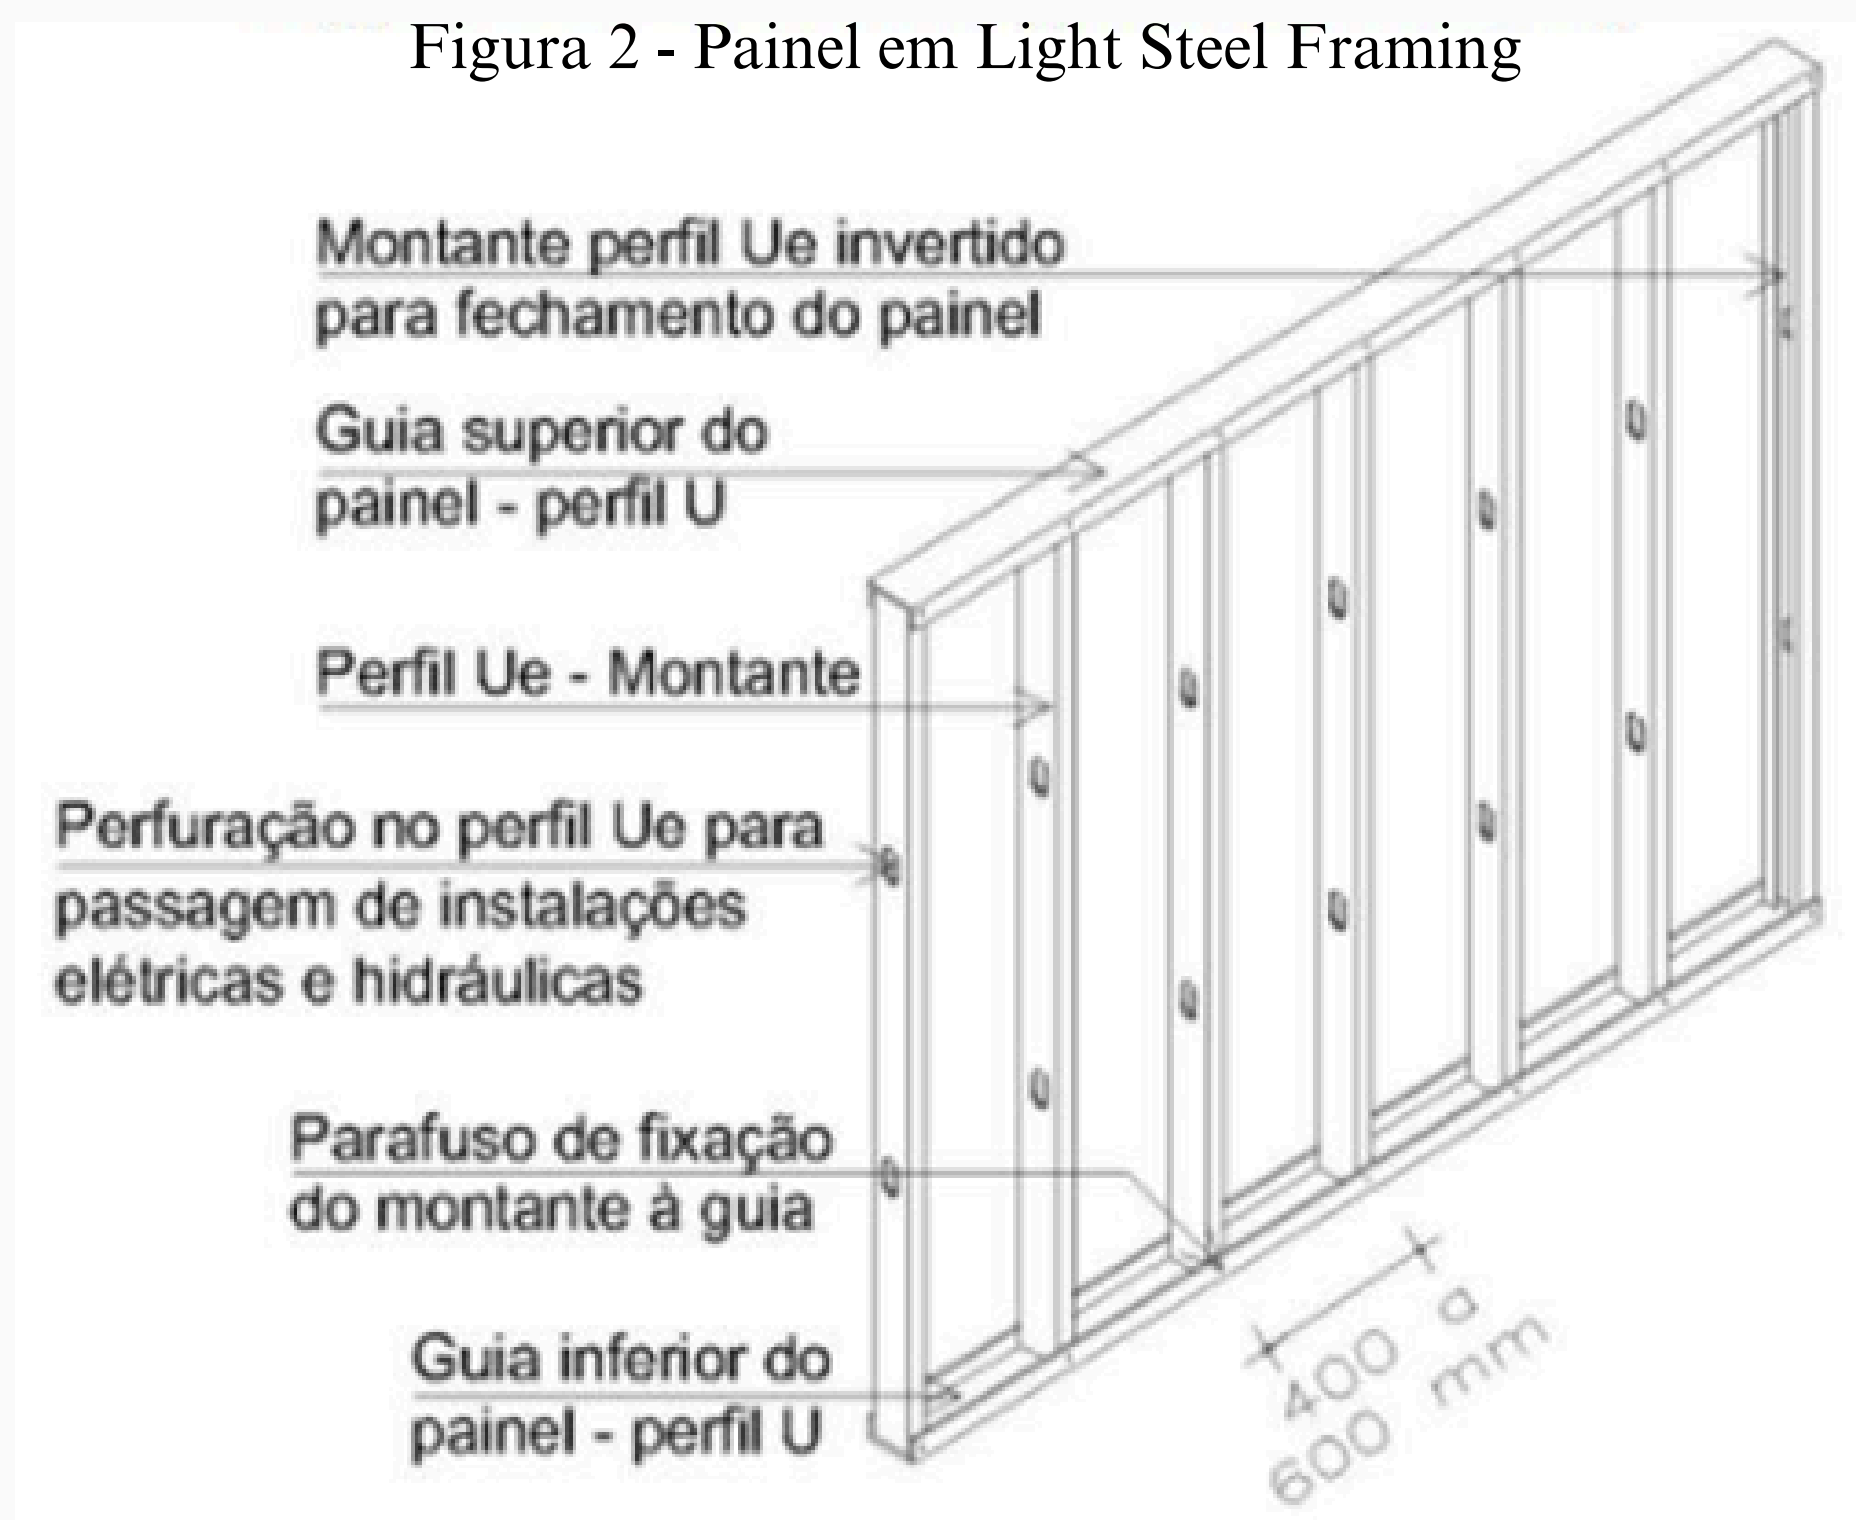 Figura 2 - Painel em Light Steel Framing
Montante perfil Ue invertido
para fechamento do painel
Guia superior do
painel - perfil U
Perfil Ue - Montante
Perfuração no perfil Ue para
passagem de instalações
elétricas e hidráulicas
Parafuso de fixação
do montante à guia
Guia inferior do
painel - perfil U
400 a
600 mm